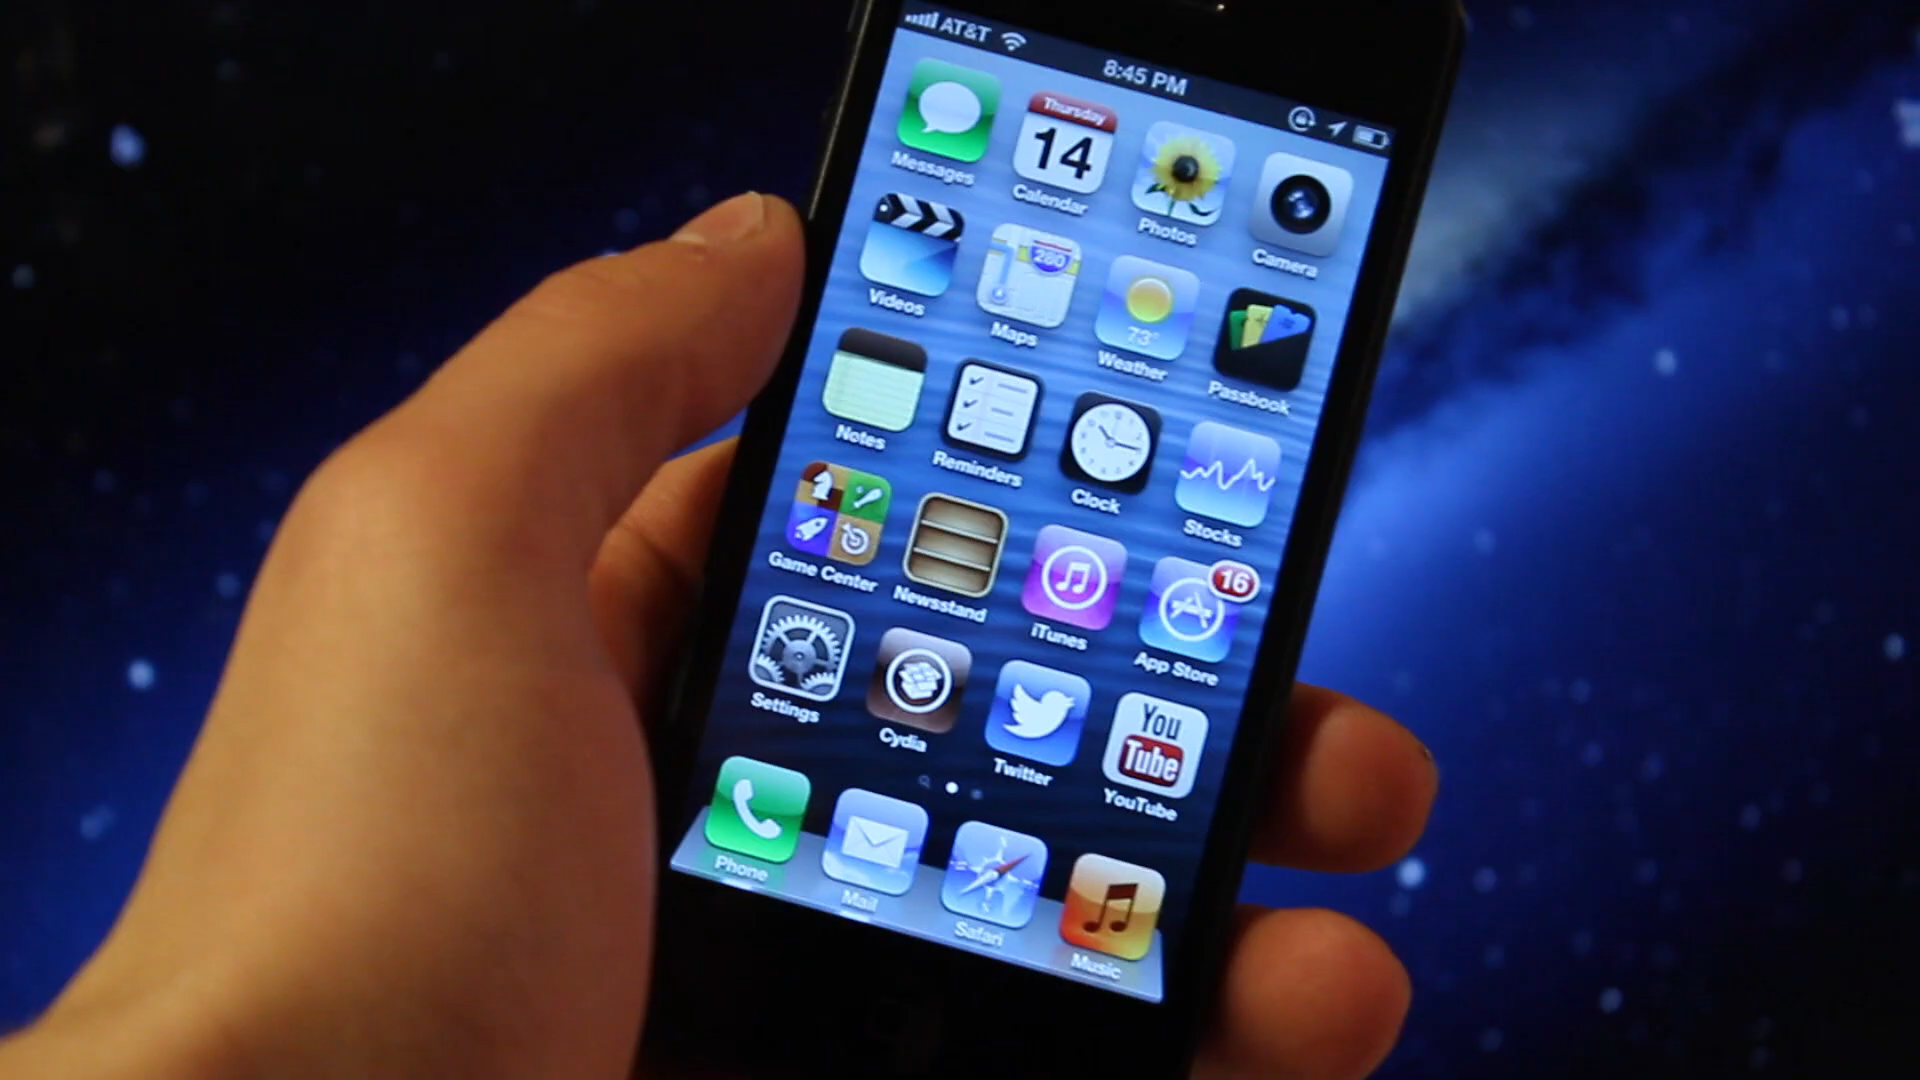 AT&T
8:45 PM
Thursday
14
Messages
Calendar
Photos
Camera
280
73°
Videos
Maps
Weather
Passbook
Notes
Reminders
Clock
Stocks
16
Game Center
Newsstand
iTunes
App Store
You
Tube
Settings
Cydia
Twitter
YouTube
Phone
Mail
Safari
Music